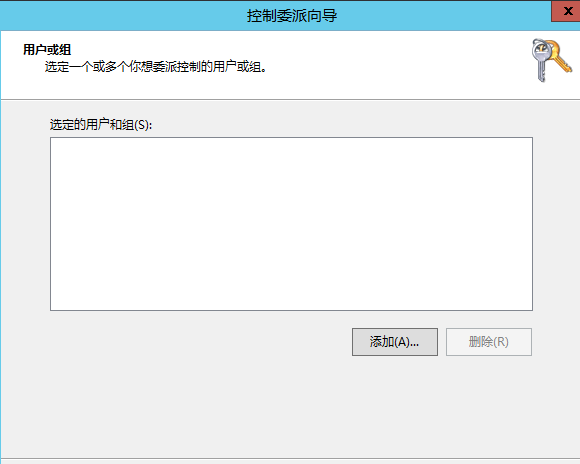 控制委派向导
x
用户或组
选定一个或多个你想委派控制的用户或组。
选定的用户和组(S):
添加(A)...
删除(R)